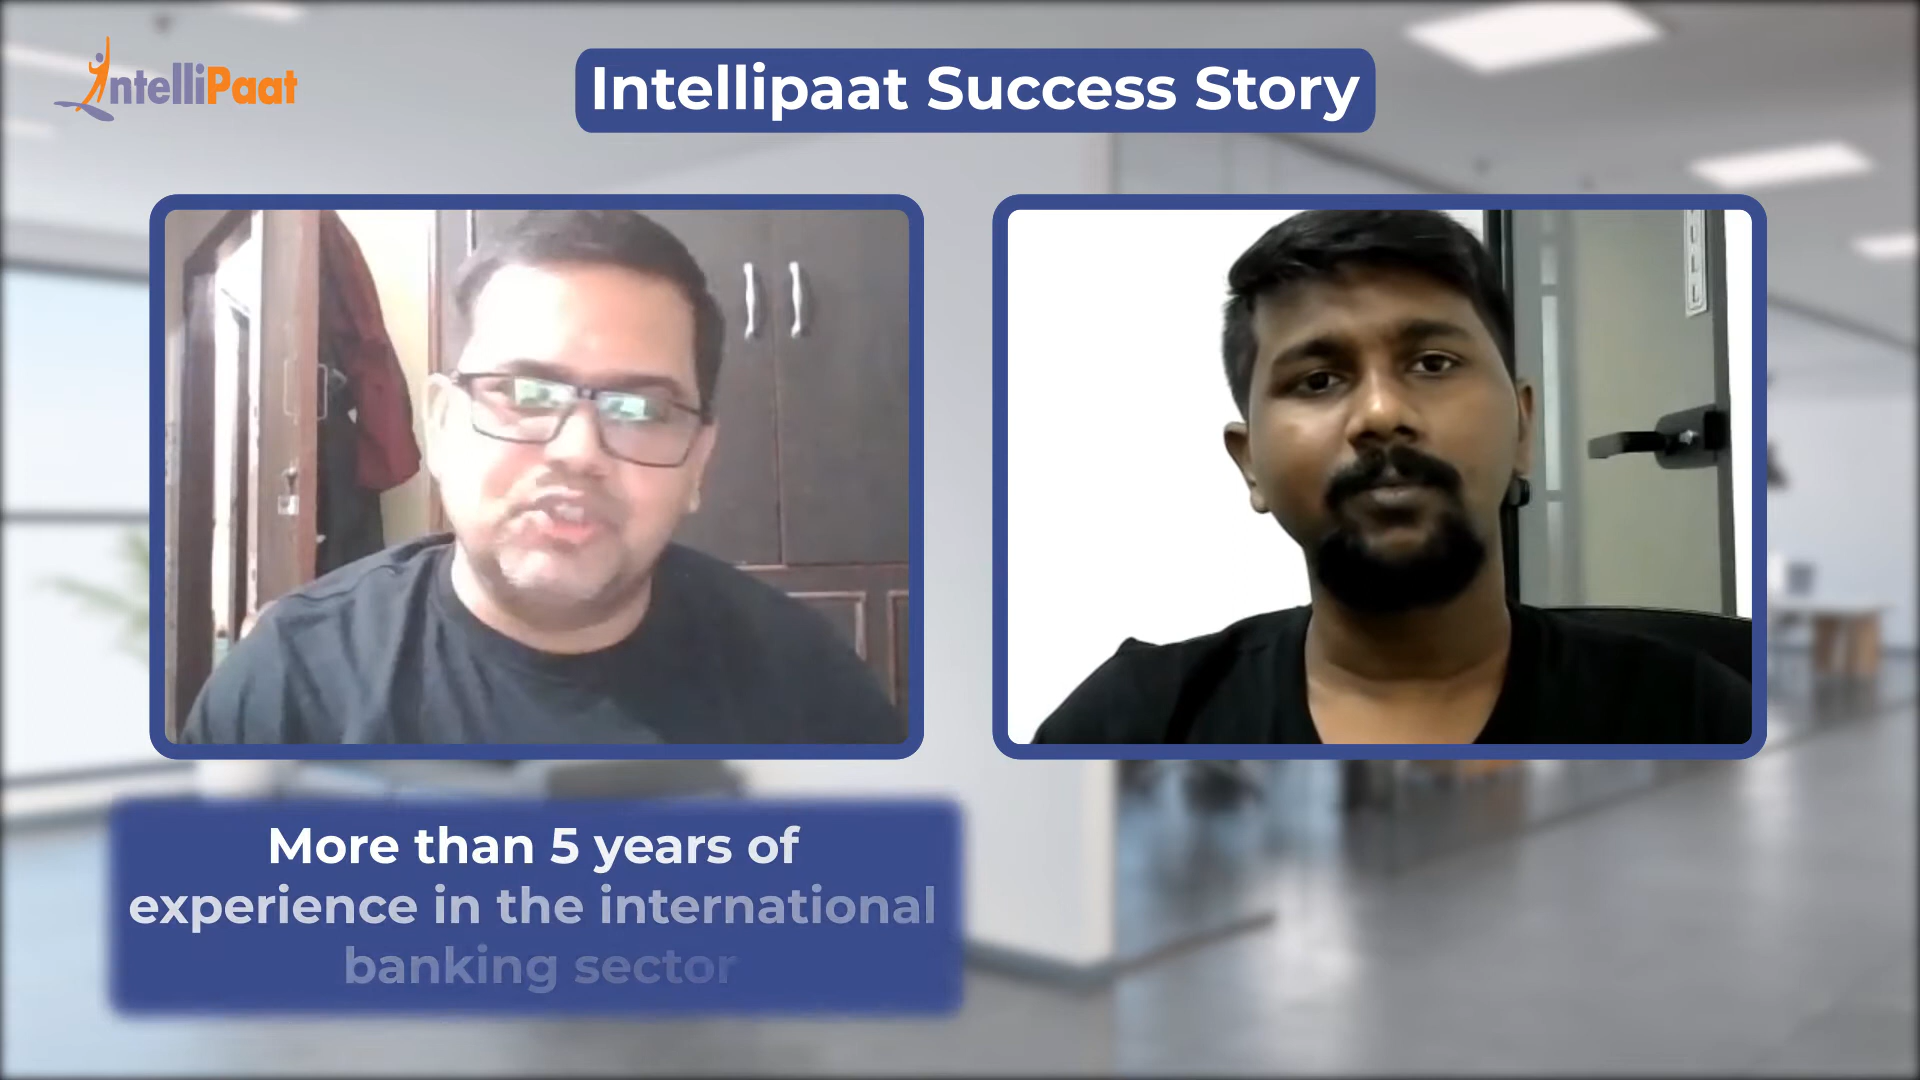 IntelliPaat
Intellipaat Success Story
More than 5 years of
experience in the international
banking sector